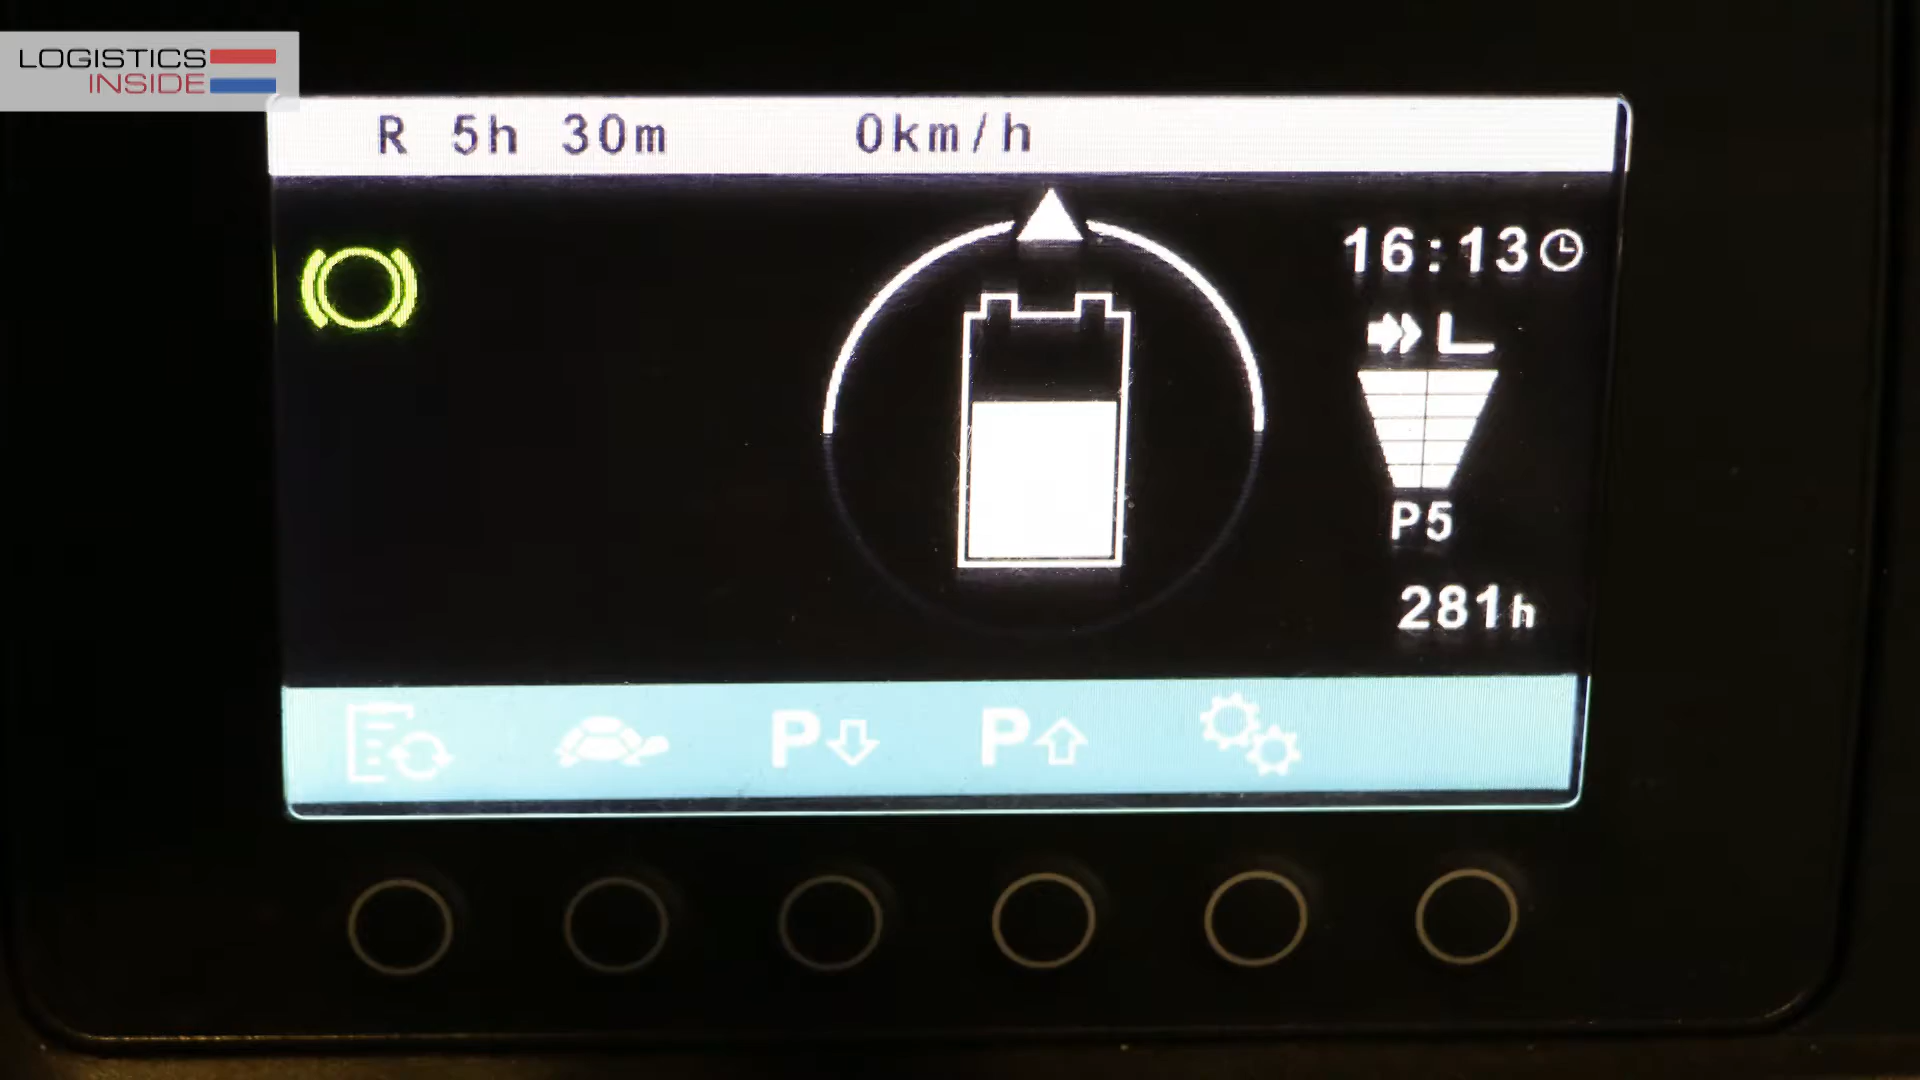 LOGISTICS
INSIDE
R 5h 30m 0km/h
16:13
P5
281h
P P